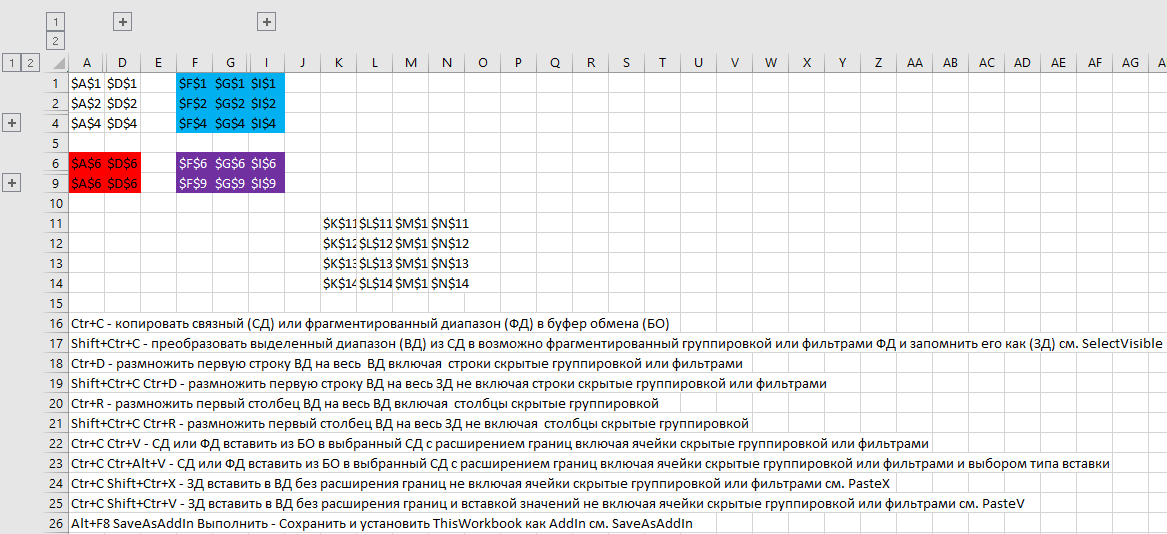 1
2
1 2 A D E F G I J K L M N O P Q R S T U V W X Y Z AA AB AC AD AE AF AG A
1 $A$1 $D$1 $F$1 $G$1 $I$1
2 $A$2 $D$2 $F$2 $G$2 $I$2
4 $A$4 $D$4 $F$4 $G$4 $I$4
5
6 $A$6 $D$6 $F$6 $G$6 $I$6
9 $A$6 $D$6 $F$9 $G$9 $I$9
10
11 $K$11 $L$11 $M$1 $N$11
12 $K$12 $L$12 $M$1 $N$12
13 $K$13 $L$13 $M$1 $N$13
14 $K$14 $L$14 $M$1 $N$14
15
16 Ctr+C - копировать связный (СД) или фрагментированный диапазон (ФД) в буфер обмена (БО)
17 Shift+Ctr+C - преобразовать выделенный диапазон (ВД) из СД в возможно фрагментированный группировкой или фильтрами ФД и запомнить его как (ЗД) см. SelectVisible
18 Ctr+D - размножить первую строку ВД на весь ВД включая строки скрытые группировкой или фильтрами
19 Shift+Ctr+C Ctr+D - размножить первую строку ВД на весь ЗД не включая строки скрытые группировкой или фильтрами
20 Ctr+R - размножить первый столбец ВД на весь ВД включая столбцы скрытые группировкой
21 Shift+Ctr+C Ctr+R - размножить первый столбец ВД на весь ЗД не включая столбцы скрытые группировкой
22 Ctr+C Ctr+V - СД или ФД вставить из БО в выбранный СД с расширением границ включая ячейки скрытые группировкой или фильтрами
23 Ctr+C Ctr+Alt+V - СД или ФД вставить из БО в выбранный СД с расширением границ включая ячейки скрытые группировкой или фильтрами и выбором типа вставки
24 Ctr+C Shift+Ctr+X - ЗД вставить в ВД без расширения границ не включая ячейки скрытые группировкой или фильтрами см. PasteX
25 Ctr+C Shift+Ctr+V - ЗД вставить в ВД без расширения границ и вставкой значений не включая ячейки скрытые группировкой или фильтрами см. PasteV
26 Alt+F8 SaveAsAddIn Выполнить - Сохранить и установить ThisWorkbook как AddIn см. SaveAsAddIn